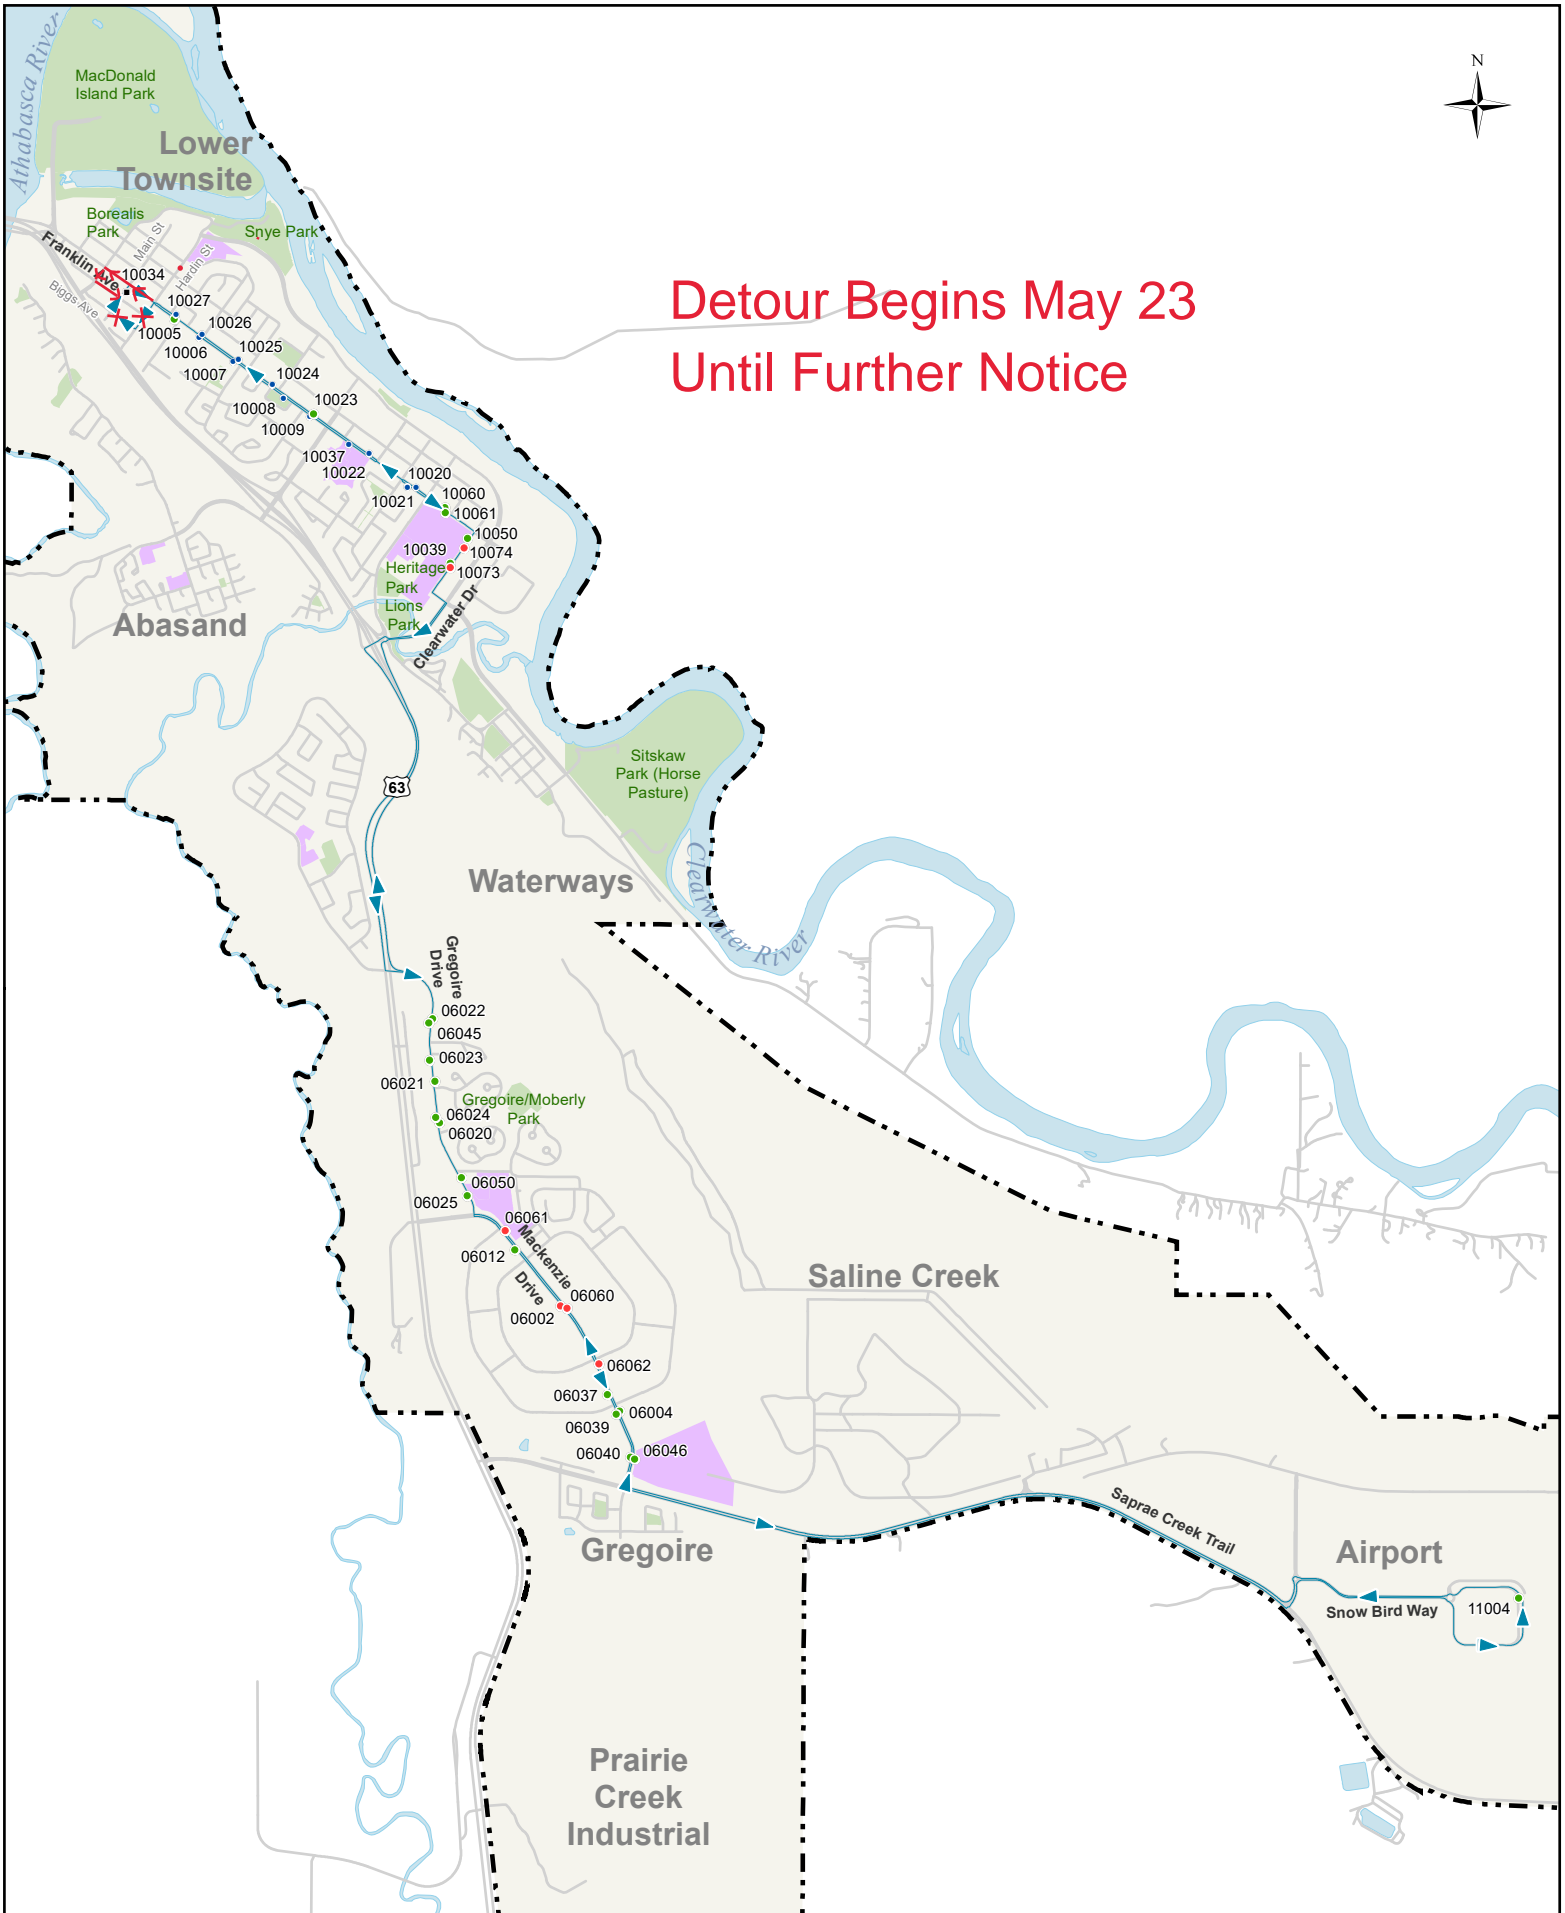 N
Athabasca River
MacDonald
Island Park
Lower
Townsite
Borealis
Park
Main St
Snye Park
Hardin St
Franklin Ave
Biggs Ave
10034
10027
10005
10026
10006
10025
10007
10024
10008
10023
10009
10037
10022
10020
10021
10060
10061
10050
10039
10074
10073
Heritage
Park
Lions
Park
Clearwater Dr
Detour Begins May 23
Until Further Notice
Abasand
63
Sitskaw
Park (Horse
Pasture)
Waterways
Clearwater River
Gregoire
Drive
06022
06045
06023
06021
06024
06020
Gregoire/Moberly
Park
06050
06025
06061
06012
Mackenzie
Drive
06060
06002
Saline Creek
06062
06037
06004
06039
06040
06046
Gregoire
Saprae Creek Trail
Airport
Snow Bird Way
11004
Prairie
Creek
Industrial